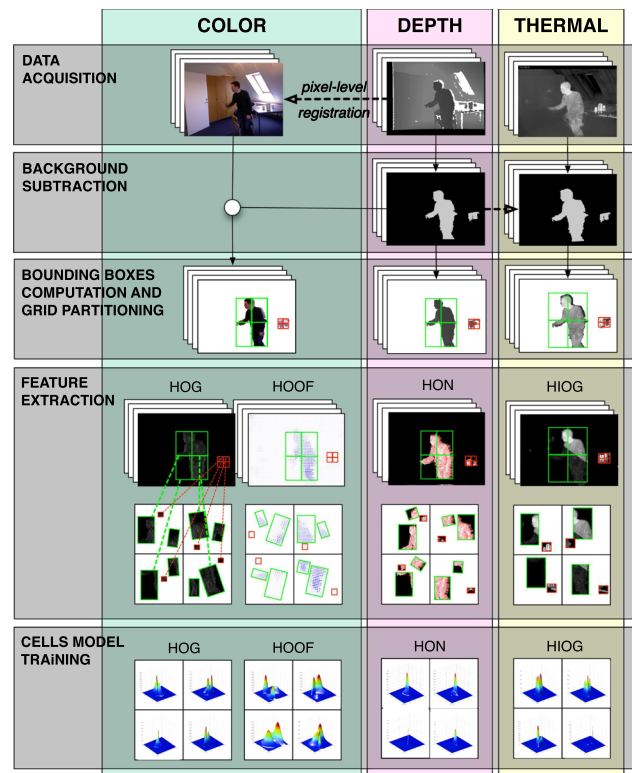 COLOR
DEPTH
THERMAL
DATA
ACQUISITION
pixel-level
registration
BACKGROUND
SUBTRACTION
BOUNDING BOXES
COMPUTATION AND
GRID PARTITIONING
FEATURE
EXTRACTION
HOG
HOOF
HON
HIOG
CELLS MODEL
TRAiNING
HOG
HOOF
HON
HIOG